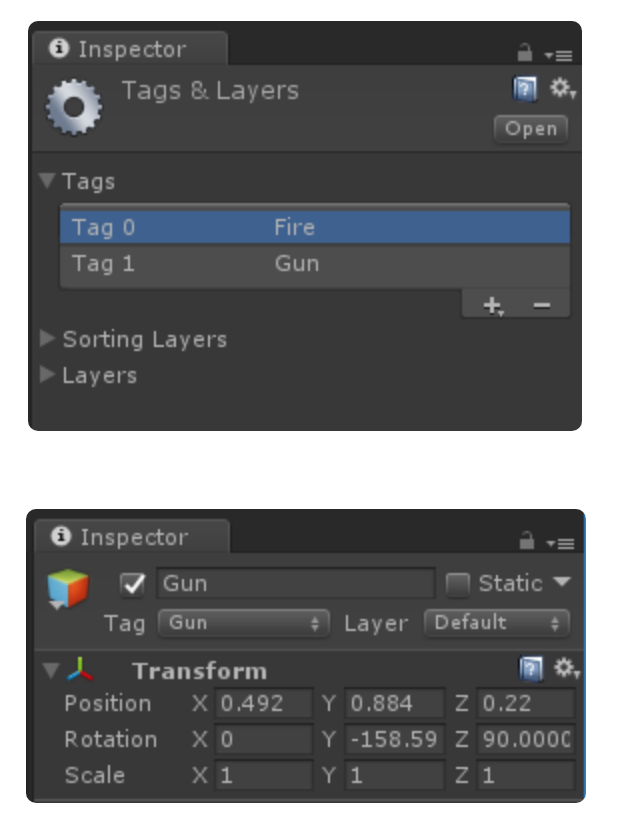 Inspector
Tags & Layers
Open
Tags
Tag 0 Fire
Tag 1 Gun
Sorting Layers
Layers
Inspector
Gun Static
Tag Gun Layer Default
Transform
Position X 0.492 Y 0.884 Z 0.22
Rotation X 0 Y -158.59 Z 90.0000
Scale X 1 Y 1 Z 1